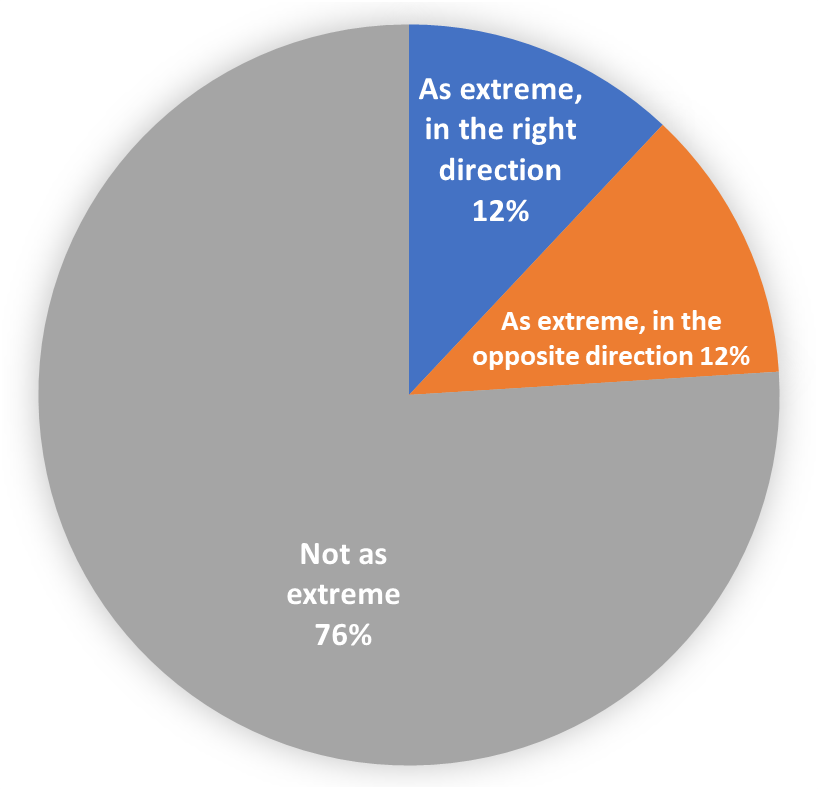 As extreme,
in the right
direction
12%
As extreme, in the
opposite direction 12%
Not as
extreme
76%